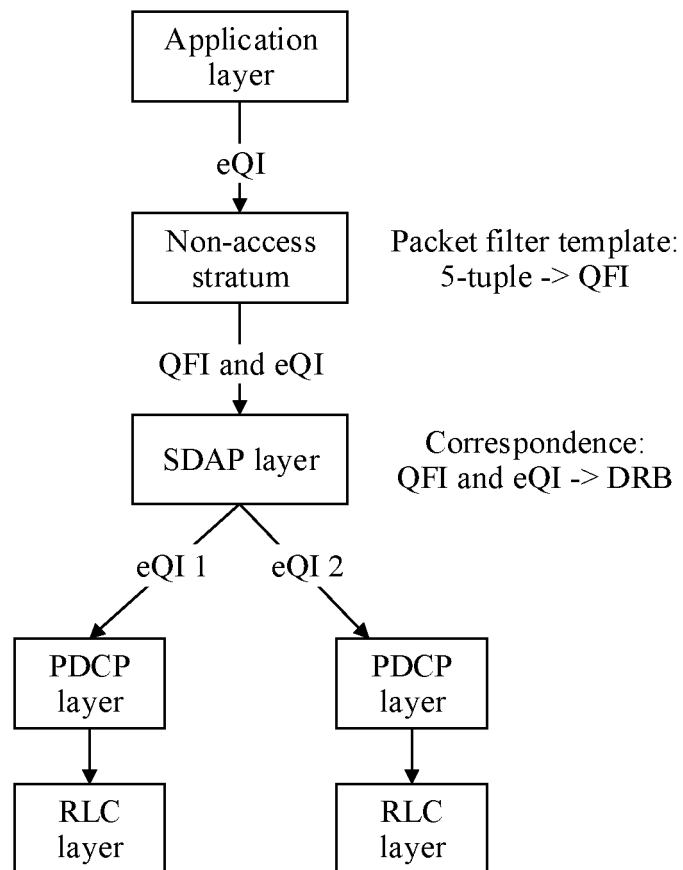 Application
layer
eQI
Non-access
stratum
Packet filter template:
5-tuple -> QFI
QFI and eQI
SDAP layer
Correspondence:
QFI and eQI -> DRB
eQI 1
eQI 2
PDCP
layer
PDCP
layer
RLC
layer
RLC
layer